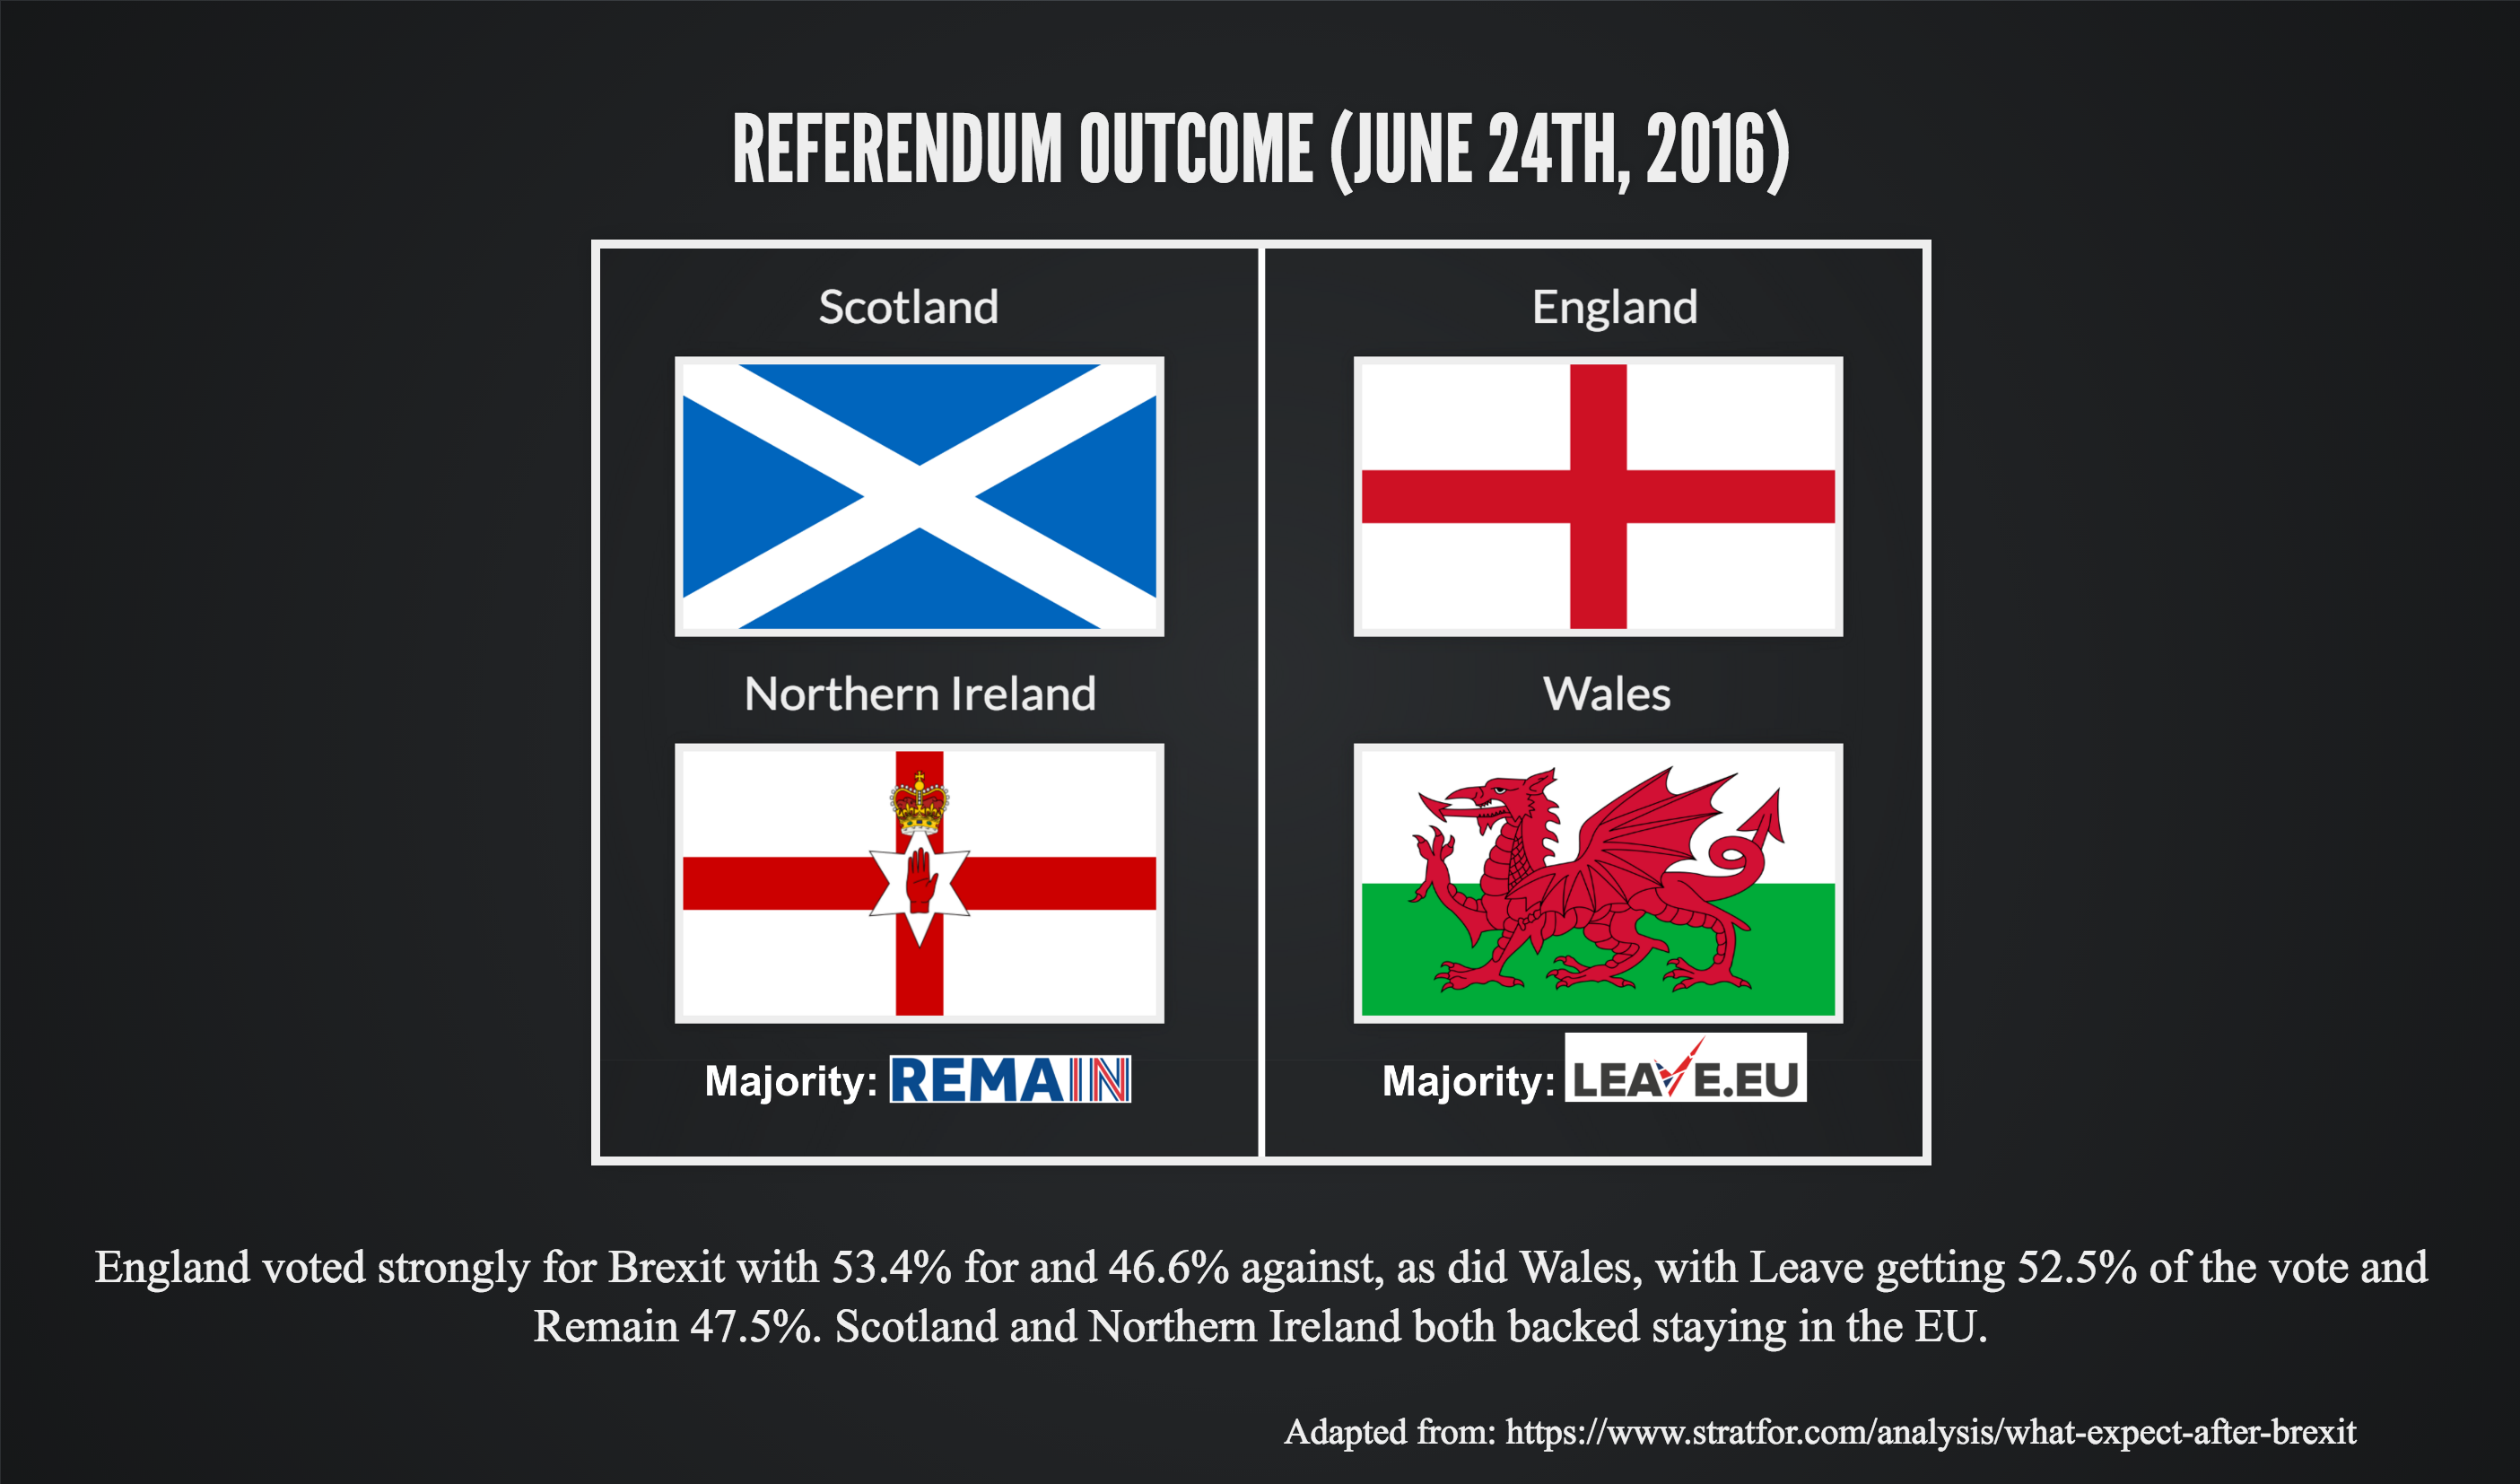 REFERENDUM OUTCOME (JUNE 24TH, 2016)
Scotland
Northern Ireland
Majority: REMAIN
England
Wales
Majority: LEAVE.EU
England voted strongly for Brexit with 53.4% for and 46.6% against, as did Wales, with Leave getting 52.5% of the vote and
Remain 47.5%. Scotland and Northern Ireland both backed staying in the EU.
Adapted from: https://www.stratfor.com/analysis/what-expect-after-brexit